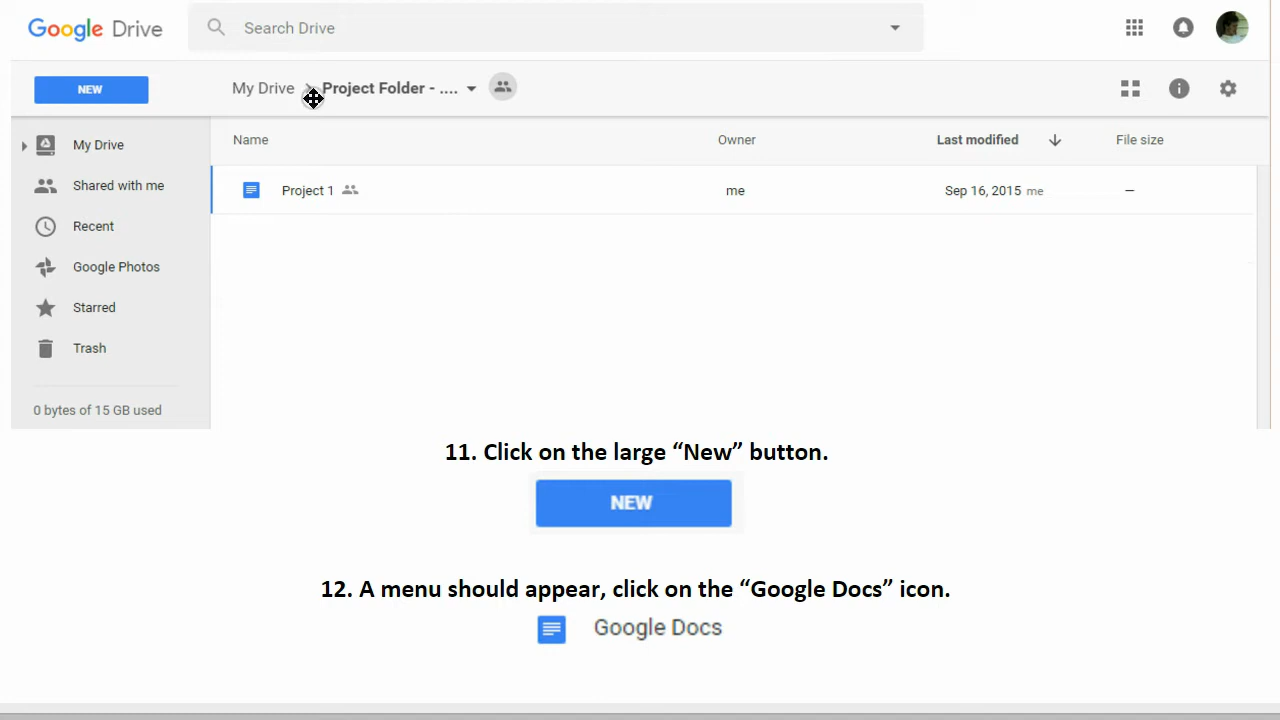 Google Drive
Search Drive
NEW
My Drive > Project Folder - ....
Name Owner Last modified File size
My Drive
Project 1 me Sep 16, 2015 me —
Shared with me
Recent
Google Photos
Starred
Trash
0 bytes of 15 GB used
11. Click on the large “New” button.
NEW
12. A menu should appear, click on the “Google Docs” icon.
Google Docs